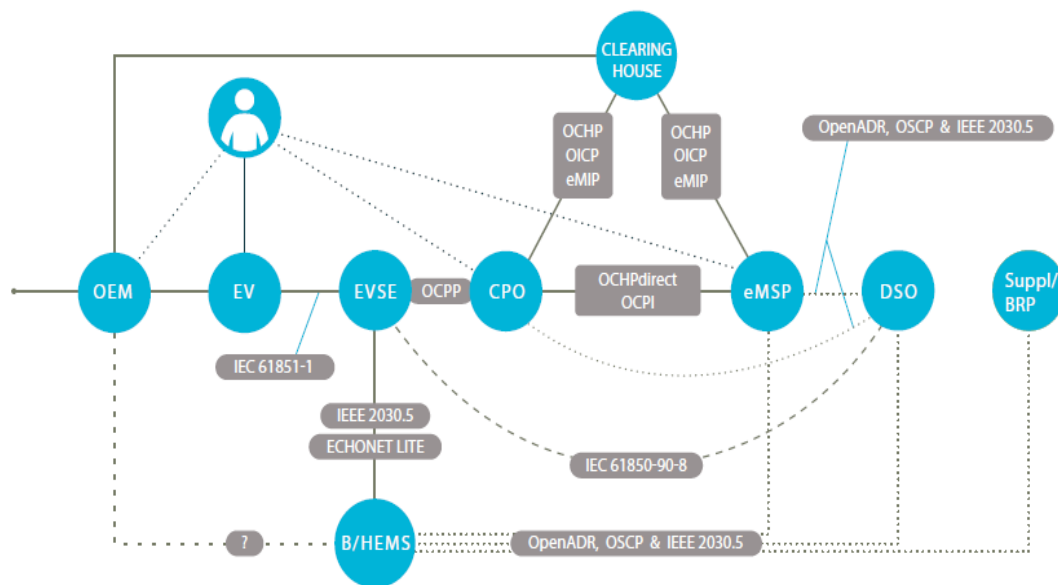 CLEARING
HOUSE
OCHP
OICP
eMIP
OCHP
OICP
eMIP
OpenADR, OSCP & IEEE 2030.5
OEM
EV
EVSE
OCPP
CPO
OCHPdirect
OCPI
eMSP
DSO
Suppl/
BRP
IEC 61851-1
IEEE 2030.5
ECHONET LITE
IEC 61850-90-8
?
B/HEMS
OpenADR, OSCP & IEEE 2030.5